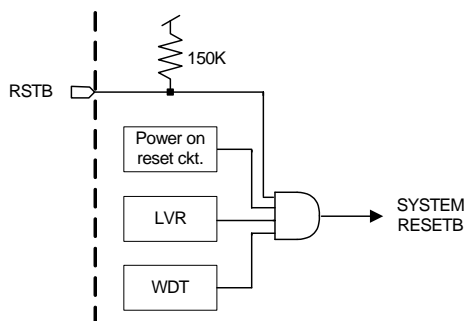 150K
RSTB
Power on
reset ckt.
LVR
SYSTEM
RESETB
WDT